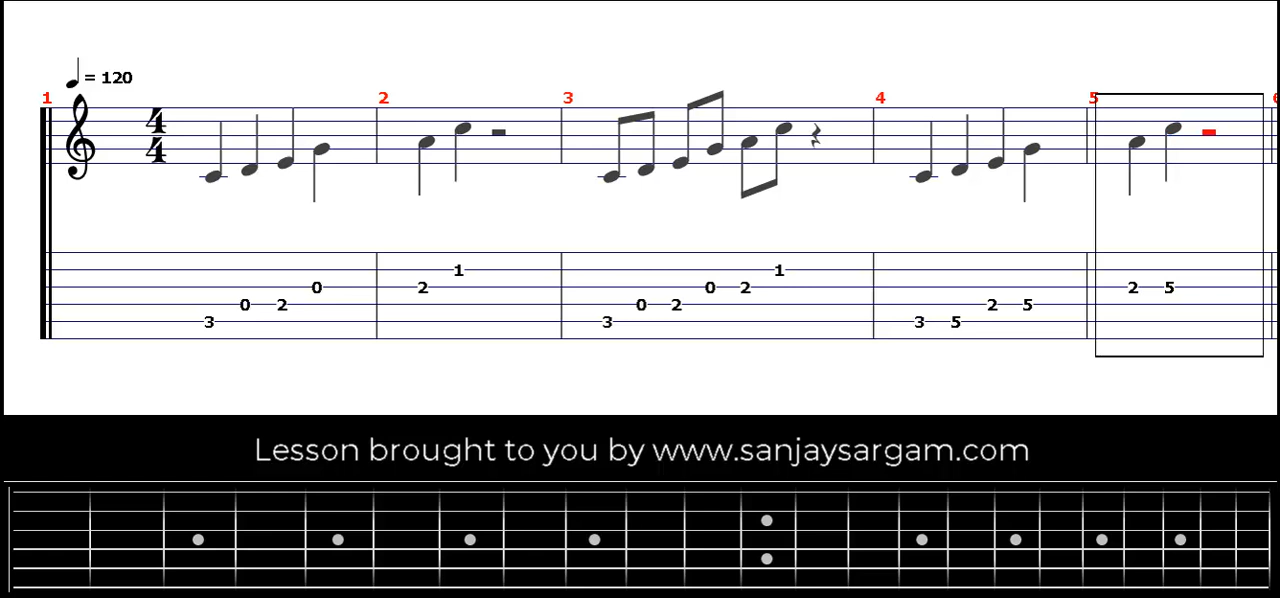 = 120
1 2 3 4 5 6
4
4
1 1
2 0 2 2 5
0 0 2 0 2 2 5
3 3 3 5
Lesson brought to you by www.sanjaysargam.com